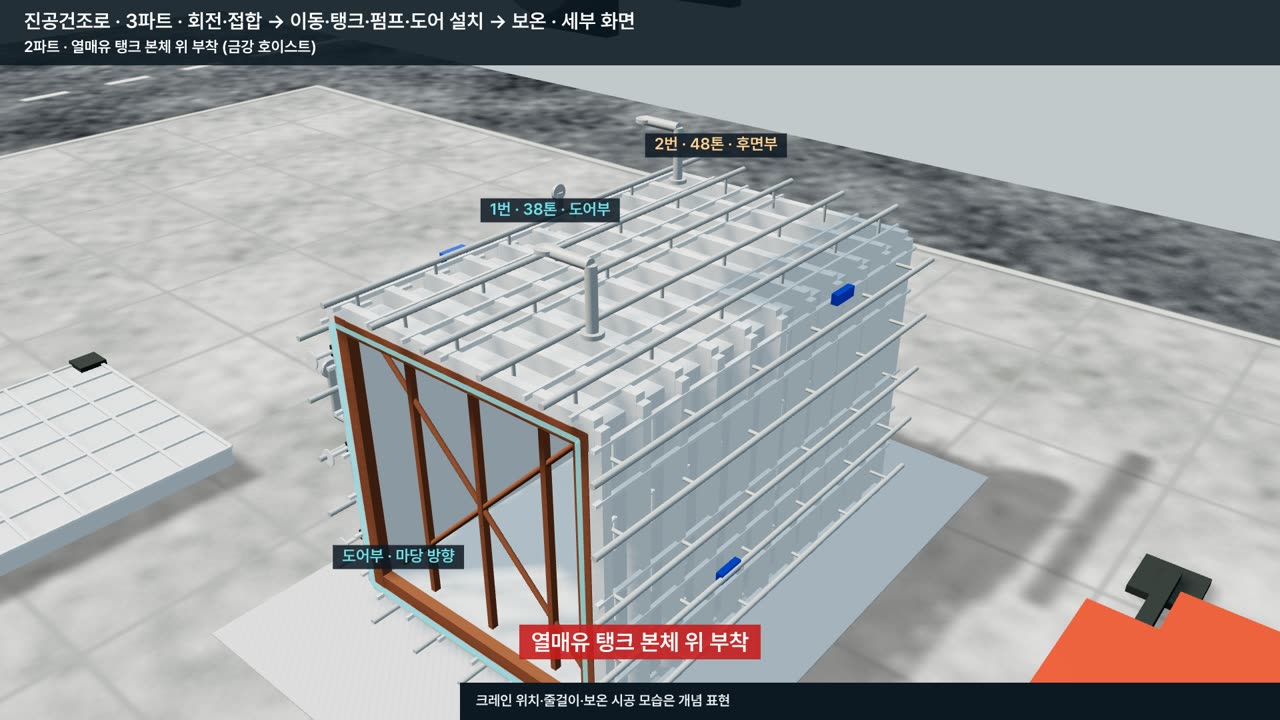 진공건조로 · 3파트 · 회전·접합 → 이동·탱크·펌프·도어 설치 → 보온 · 세부 화면
2파트 · 열매유 탱크 본체 위 부착 (금강 호이스트)
2번 · 48톤 · 후면부
1번 · 38톤 · 도어부
도어부 · 마당 방향
열매유 탱크 본체 위 부착
크레인 위치·줄걸이·보온 시공 모습은 개념 표현